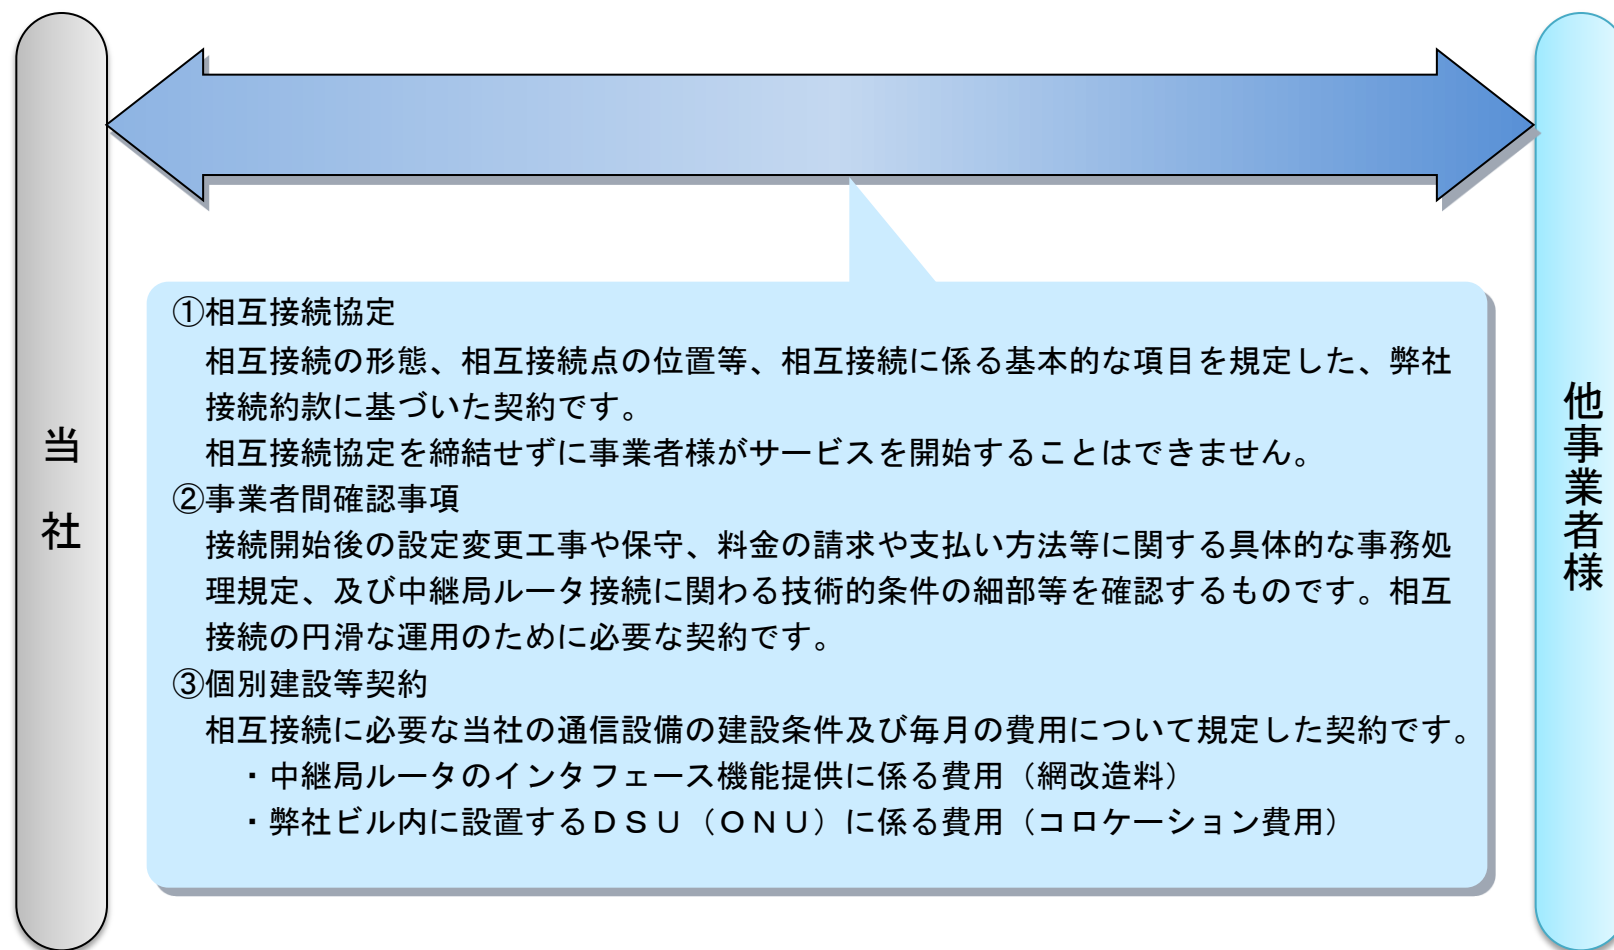 当社
①相互接続協定
相互接続の形態、相互接続点の位置等、相互接続に係る基本的な項目を規定した、弊社
接続約款に基づいた契約です。
相互接続協定を締結せずに事業者様がサービスを開始することはできません。
②事業者間確認事項
接続開始後の設定変更工事や保守、料金の請求や支払い方法等に関する具体的な事務処
理規定、及び中継局ルータ接続に関わる技術的条件の細部等を確認するものです。相互
接続の円滑な運用のために必要な契約です。
③個別建設等契約
相互接続に必要な当社の通信設備の建設条件及び毎月の費用について規定した契約です。
・中継局ルータのインタフェース機能提供に係る費用（網改造料）
・弊社ビル内に設置するＤＳＵ（ＯＮＵ）に係る費用（コロケーション費用）
他事業者様